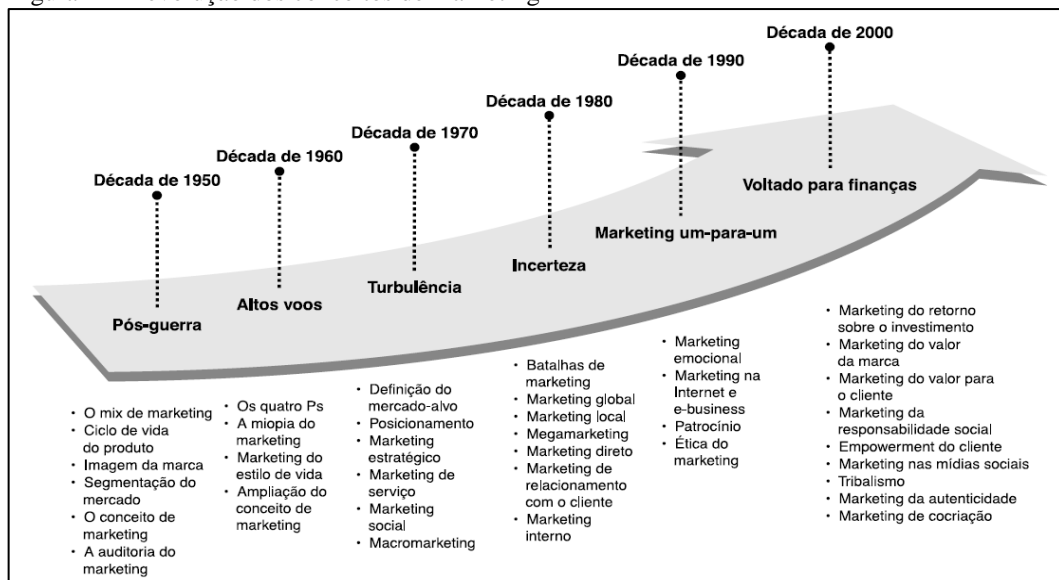 Figura evolução dos conceitos de marketing
Década de 1950
Pós-guerra
• O mix de marketing
• Ciclo de vida
do produto
• Imagem da marca
• Segmentação do
mercado
• O conceito de
marketing
• A auditoria do
marketing
Década de 1960
Altos voos
• Os quatro Ps
• A miopia do
marketing
• Marketing do
estilo de vida
• Ampliação do
conceito de
marketing
Década de 1970
Turbulência
• Definição do
mercado-alvo
• Posicionamento
• Marketing
estratégico
• Marketing de
serviço
• Marketing
social
• Macromarketing
Década de 1980
Incerteza
• Batalhas de
marketing
• Marketing global
• Marketing local
• Megamarketing
• Marketing direto
• Marketing de
relacionamento
com o cliente
• Marketing
interno
Década de 1990
Marketing um-para-um
• Marketing
emocional
• Marketing na
Internet e
e-business
• Patrocínio
• Ética do
marketing
Década de 2000
Voltado para finanças
• Marketing do retorno
sobre o investimento
• Marketing do valor
da marca
• Marketing do valor para
o cliente
• Marketing da
responsabilidade social
• Empowerment do cliente
• Marketing nas mídias sociais
• Tribalismo
• Marketing da autenticidade
• Marketing de cocriação